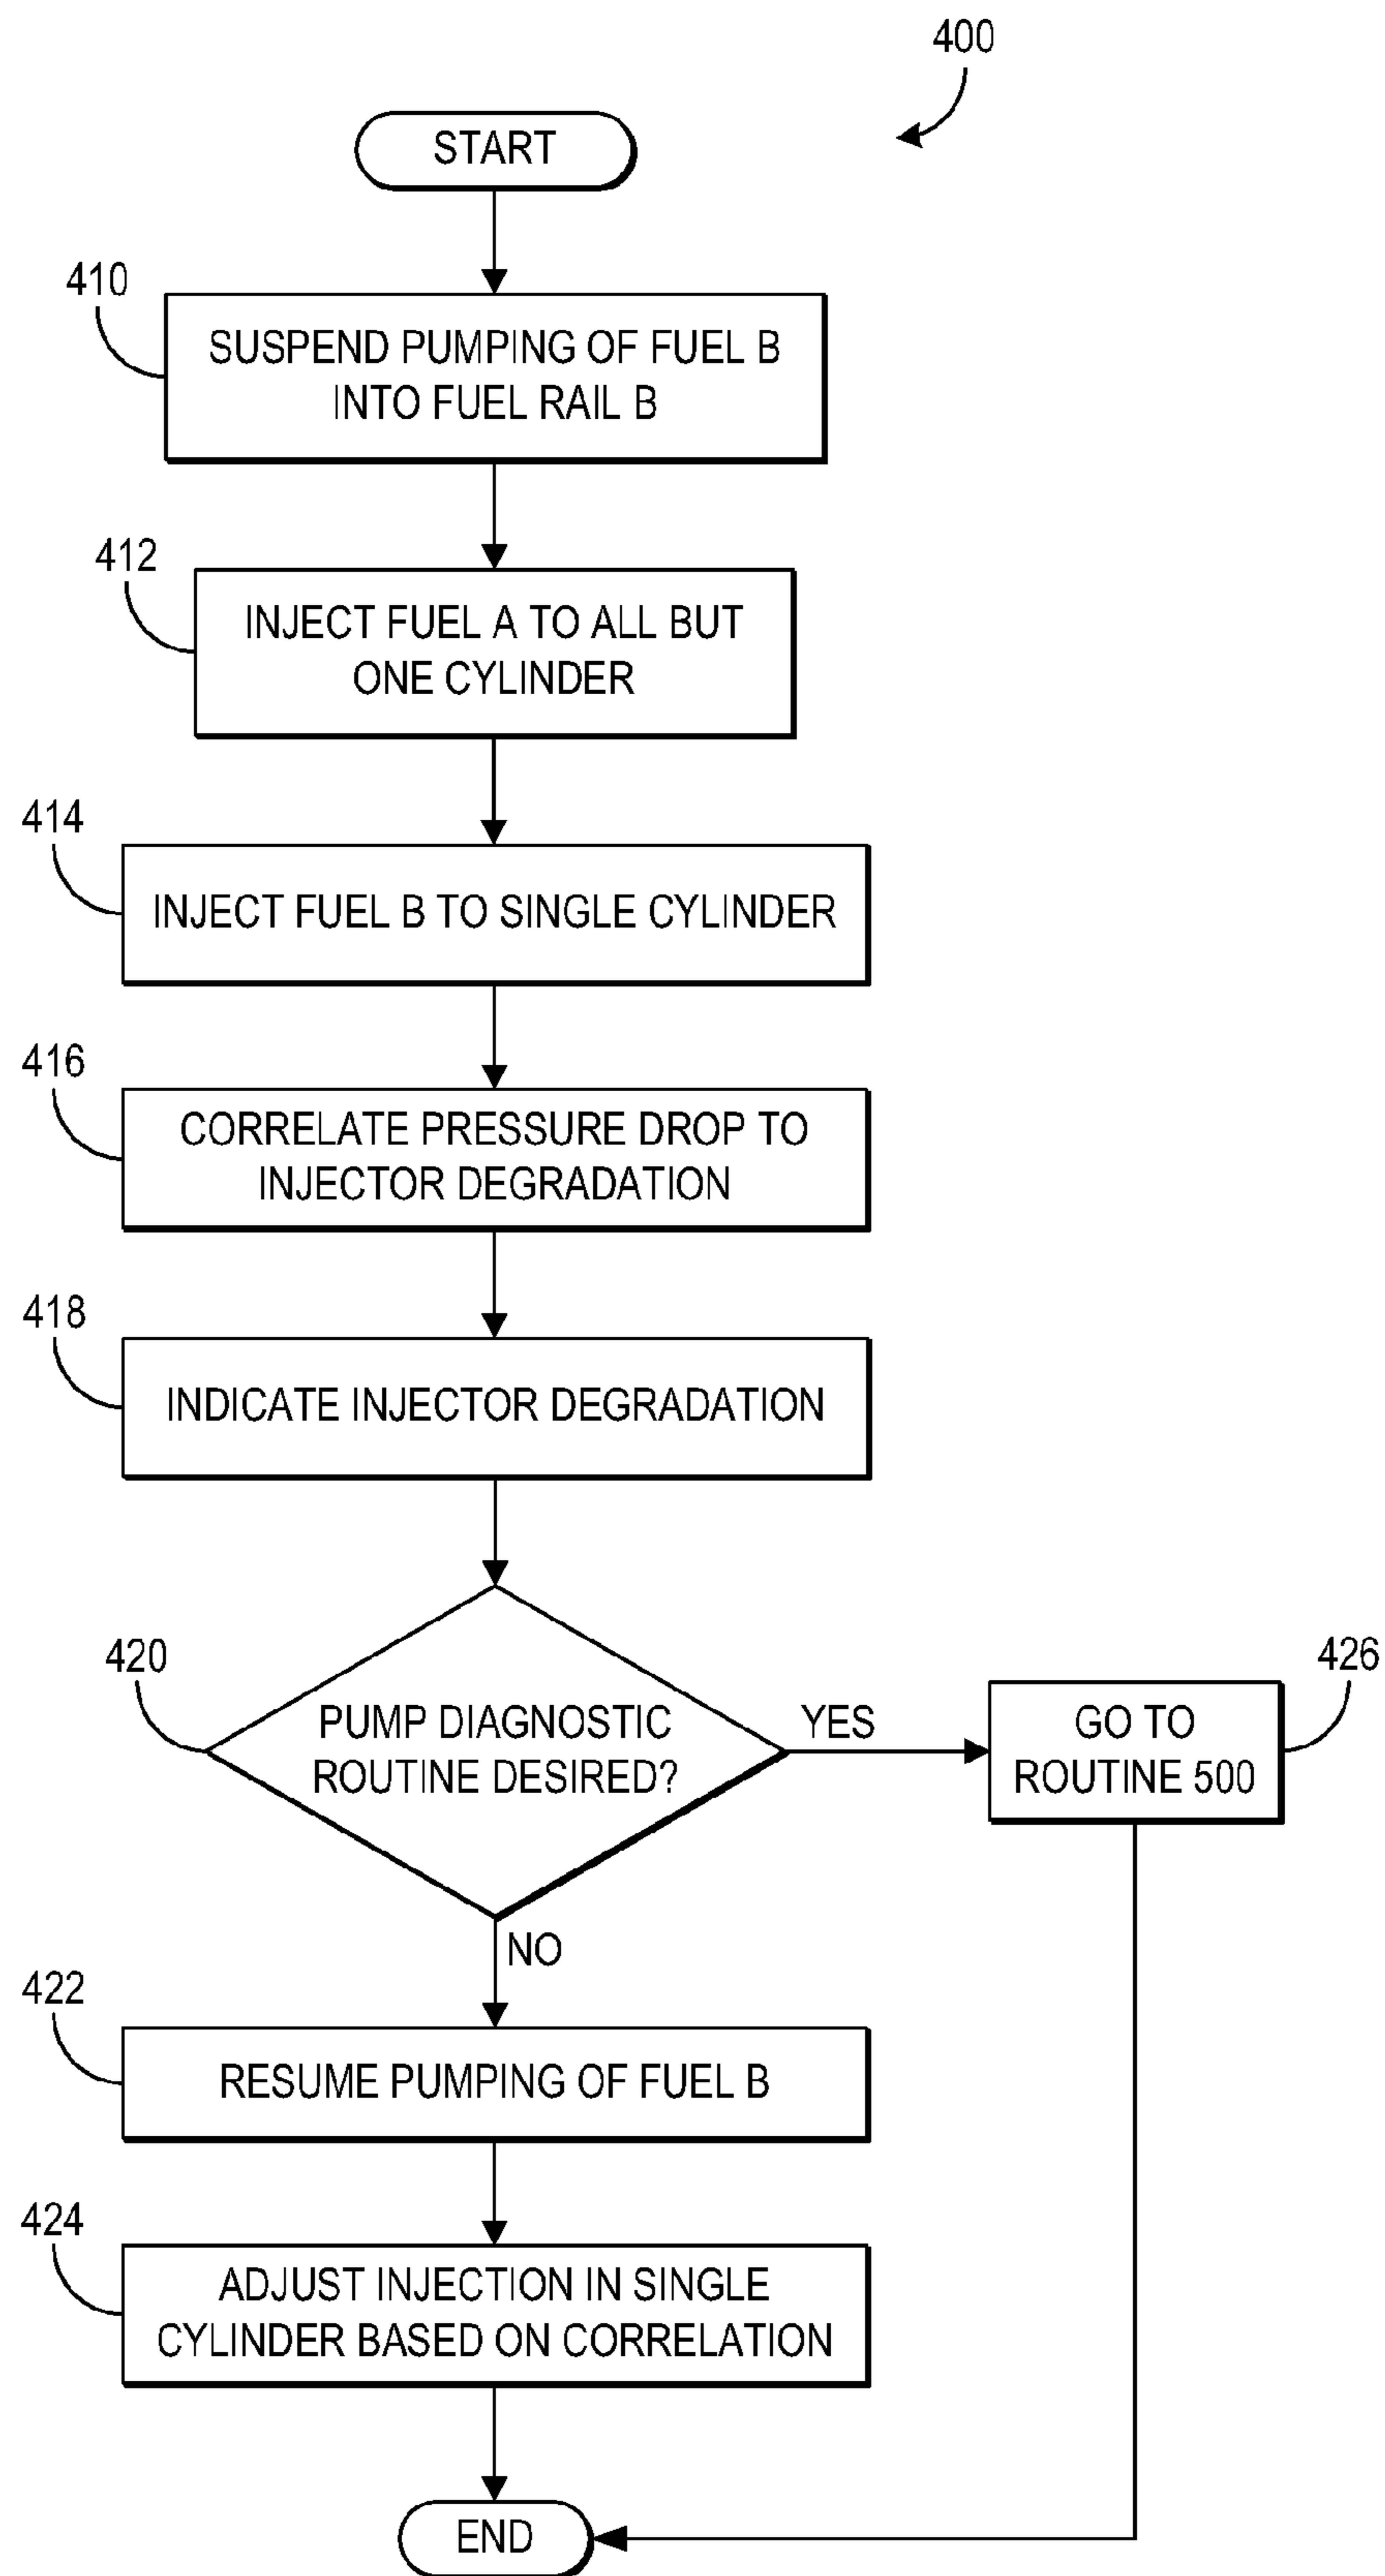 400
START
410
SUSPEND PUMPING OF FUEL B
INTO FUEL RAIL B
412
INJECT FUEL A TO ALL BUT
ONE CYLINDER
414
INJECT FUEL B TO SINGLE CYLINDER
416
CORRELATE PRESSURE DROP TO
INJECTOR DEGRADATION
418
INDICATE INJECTOR DEGRADATION
420
PUMP DIAGNOSTIC
ROUTINE DESIRED?
YES
GO TO
ROUTINE 500
426
NO
422
RESUME PUMPING OF FUEL B
424
ADJUST INJECTION IN SINGLE
CYLINDER BASED ON CORRELATION
END